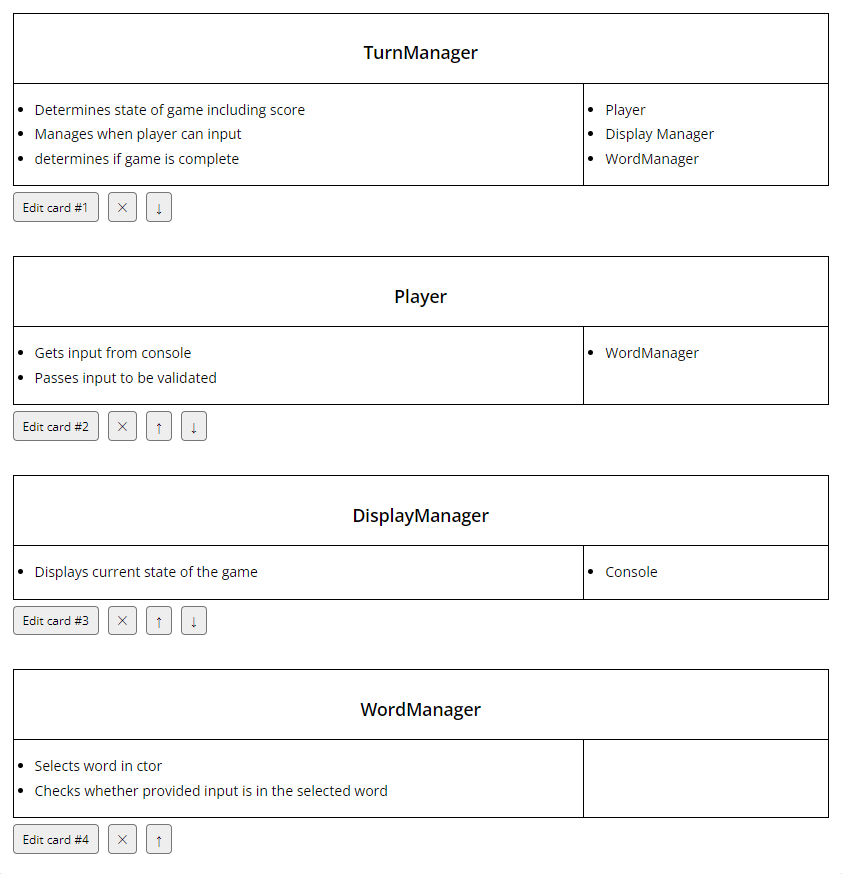 TurnManager
Determines state of game including score
Manages when player can input
determines if game is complete
Player
Display Manager
WordManager
Edit card #1
×
↓
Player
Gets input from console
Passes input to be validated
WordManager
Edit card #2
×
↑
↓
DisplayManager
Displays current state of the game
Console
Edit card #3
×
↑
↓
WordManager
Selects word in ctor
Checks whether provided input is in the selected word
Edit card #4
×
↑